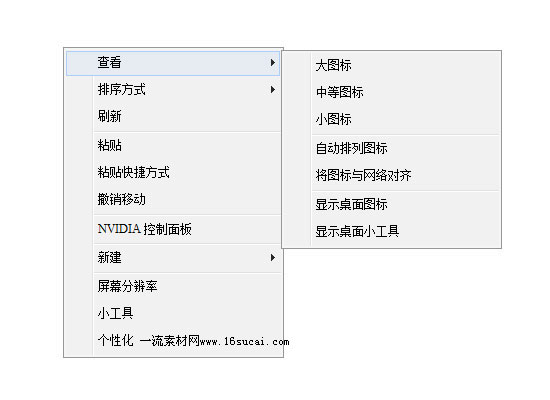 查看
排序方式
刷新
粘贴
粘贴快捷方式
撤销移动
NVIDIA 控制面板
新建
屏幕分辨率
小工具
个性化 一流素材网www.16sucai.com
大图标
中等图标
小图标
自动排列图标
将图标与网络对齐
显示桌面图标
显示桌面小工具